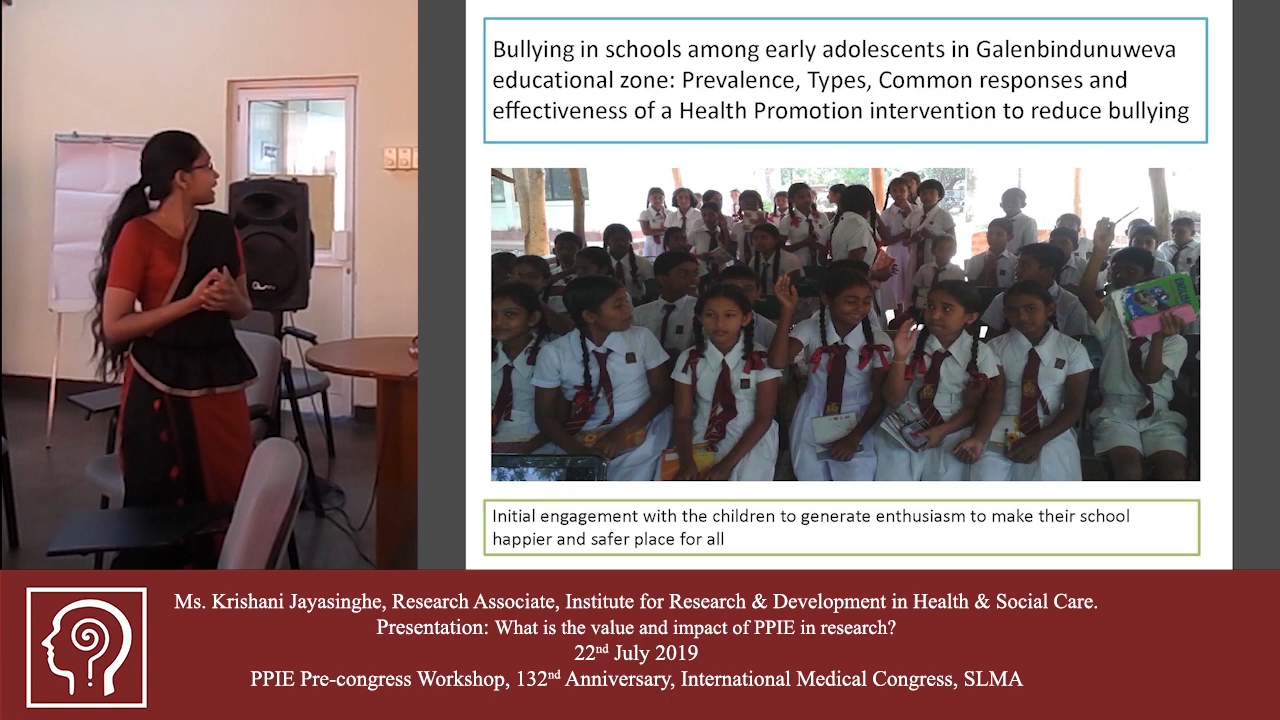 Bullying in schools among early adolescents in Galenbindunuweva
educational zone: Prevalence, Types, Common responses and
effectiveness of a Health Promotion intervention to reduce bullying
Initial engagement with the children to generate enthusiasm to make their school
happier and safer place for all
Ms. Krishani Jayasinghe, Research Associate, Institute for Research & Development in Health & Social Care.
Presentation: What is the value and impact of PPIE in research?
22nd July 2019
PPIE Pre-congress Workshop, 132nd Anniversary, International Medical Congress, SLMA